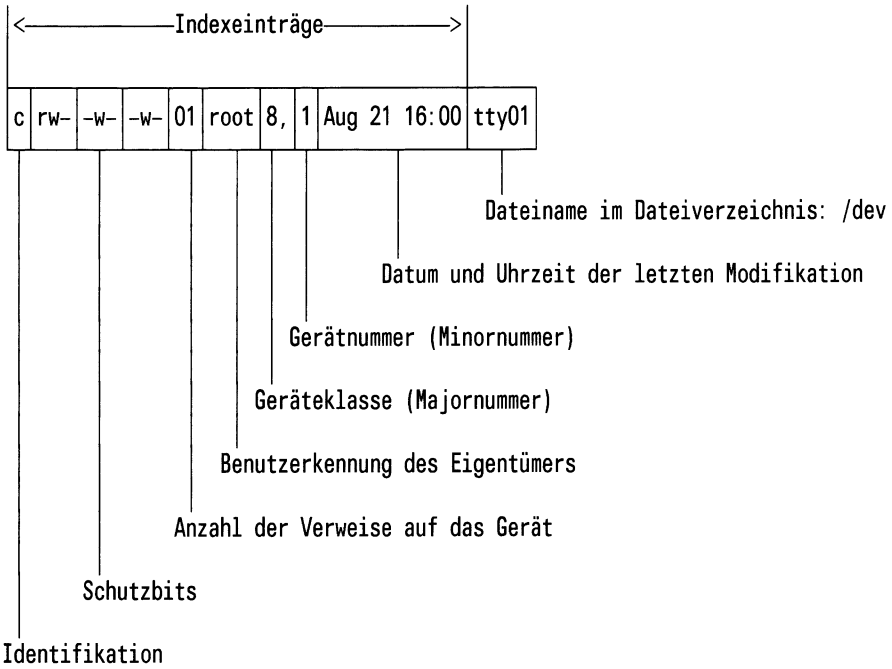 <—Indexeinträge—>
c rw- -w- -w- 01 root 8, 1 Aug 21 16:00 tty01
Dateiname im Dateiverzeichnis: /dev
Datum und Uhrzeit der letzten Modifikation
Gerätnummer (Minornummer)
Geräteklasse (Majornummer)
Benutzerkennung des Eigentümers
Anzahl der Verweise auf das Gerät
Schutzbits
Identifikation